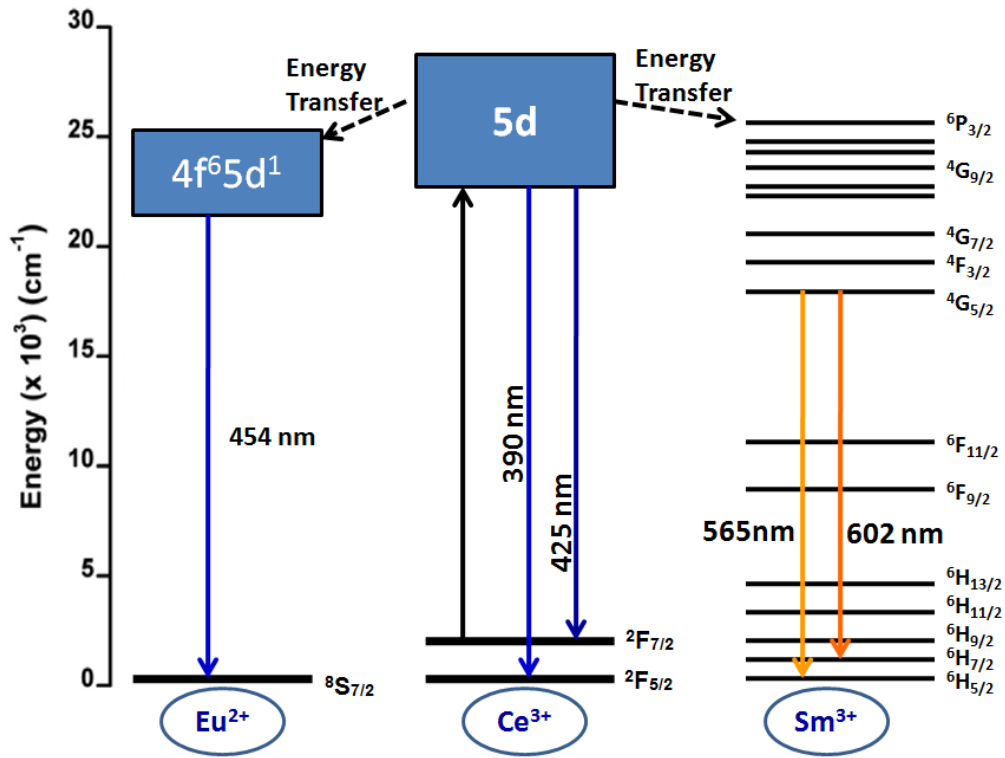 30
25
20
15
10
5
0
Energy (x 10³) (cm⁻¹)
Energy
Transfer
Energy
Transfer
4f⁶5d¹
5d
454 nm
390 nm
425 nm
565nm
602 nm
⁸S₇/₂
²F₇/₂
²F₅/₂
⁶P₃/₂
⁴G₉/₂
⁴G₇/₂
⁴F₃/₂
⁴G₅/₂
⁶F₁₁/₂
⁶F₉/₂
⁶H₁₃/₂
⁶H₁₁/₂
⁶H₉/₂
⁶H₇/₂
⁶H₅/₂
Eu²⁺
Ce³⁺
Sm³⁺